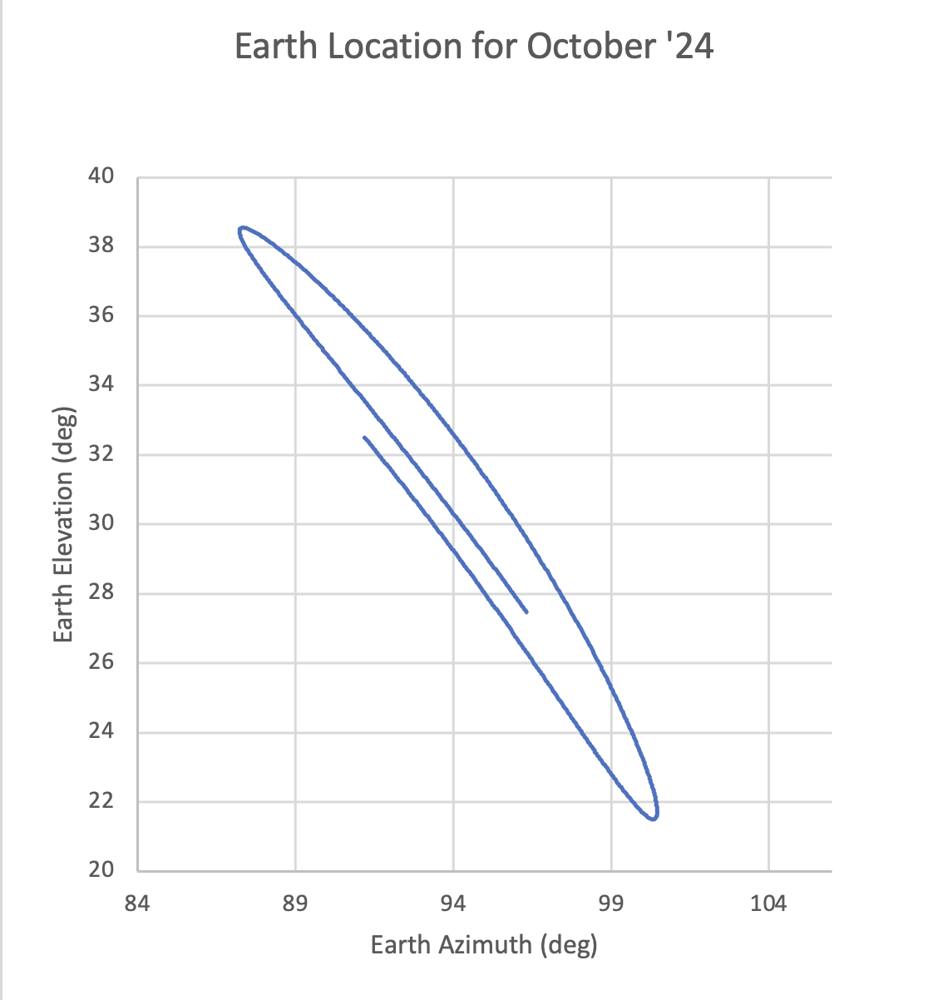 Earth Location for October '24
40
38
36
34
32
30
28
26
24
22
20
84 89 94 99 104
Earth Elevation (deg)
Earth Azimuth (deg)